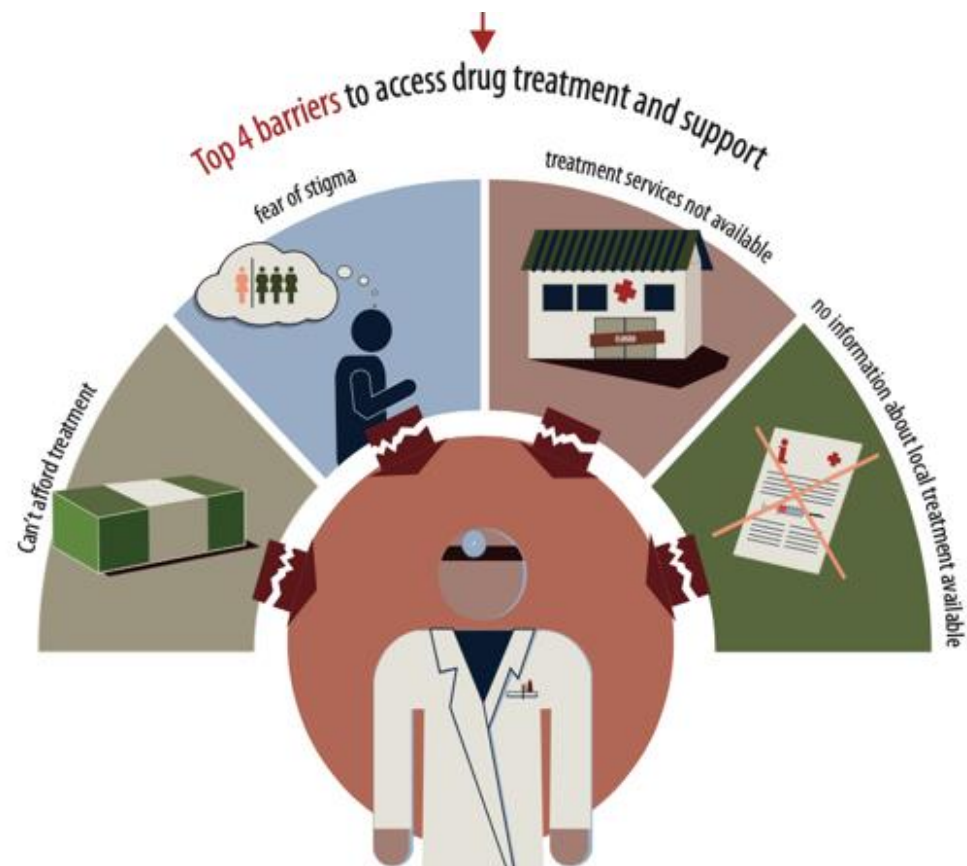 Top 4 barriers to access drug treatment and support
Can't afford treatment
fear of stigma
treatment services not available
no information about local treatment available
CLOSED
i